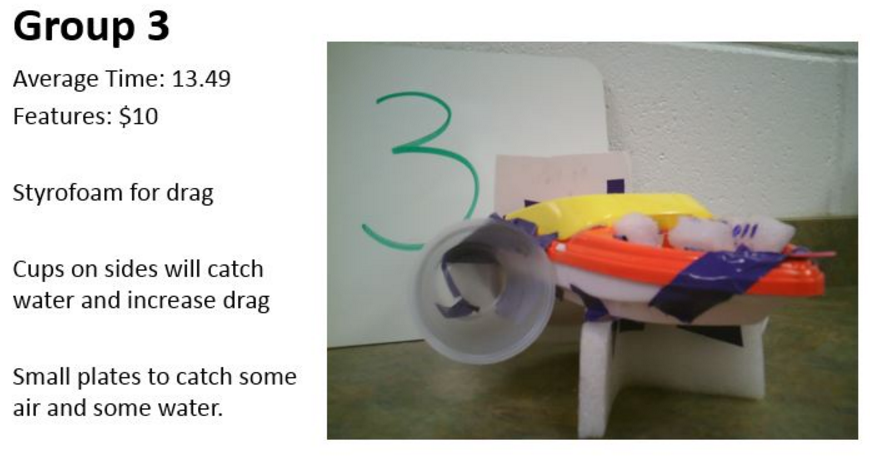 Group 3
Average Time: 13.49
Features: $10
Styrofoam for drag
Cups on sides will catch
water and increase drag
Small plates to catch some
air and some water.
3